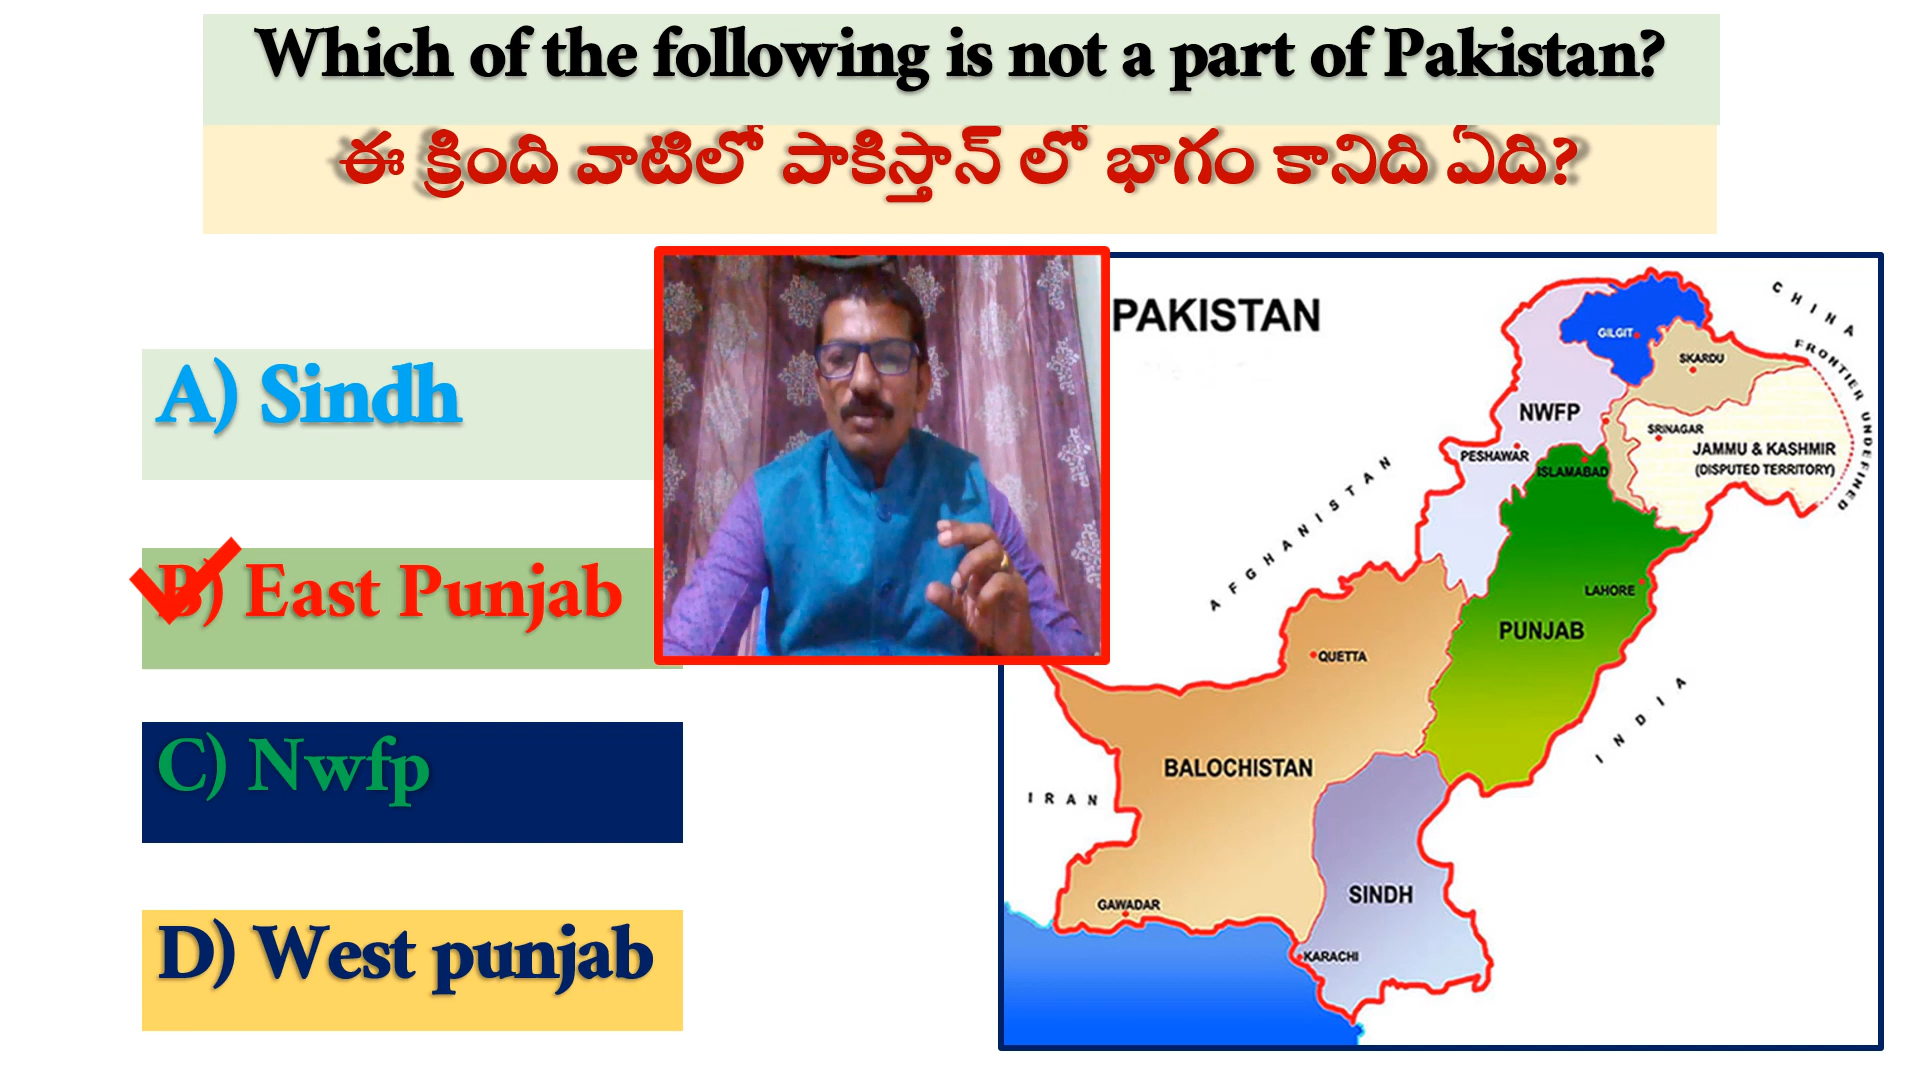 Which of the following is not a part of Pakistan?
ఈ క్రింది వాటిలో పాకిస్తాన్ లో భాగం కానిది ఏది?
A) Sindh
B) East Punjab
C) Nwfp
D) West punjab
PAKISTAN
CHINA
FRONTIER UNDEFINED
GILGIT
SKARDU
NWFP
SRINAGAR
JAMMU & KASHMIR
(DISPUTED TERRITORY)
PESHAWAR
ISLAMABAD
AFGHANISTAN
LAHORE
PUNJAB
QUETTA
INDIA
BALOCHISTAN
IRAN
SINDH
GAWADAR
KARACHI